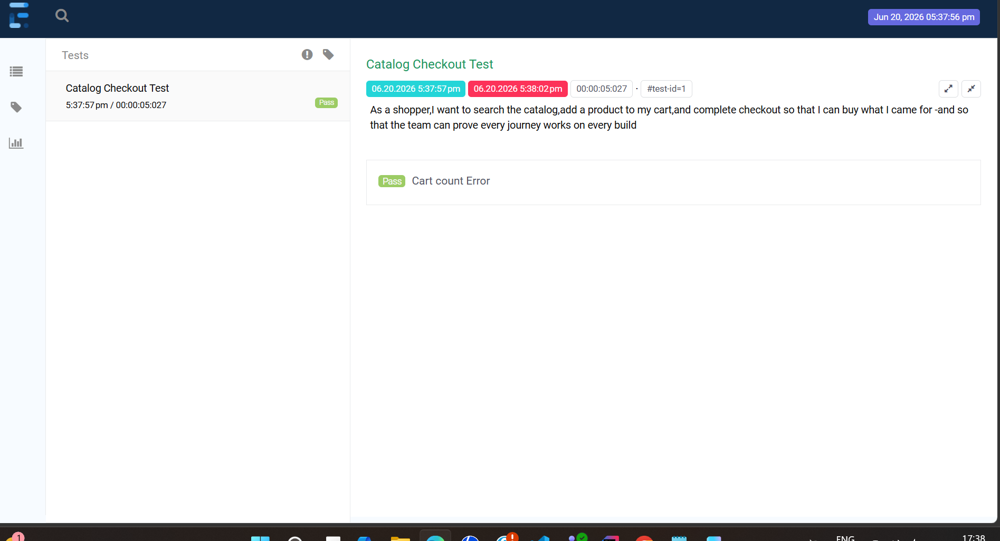 Jun 20, 2026 05:37:56 pm
Tests
Catalog Checkout Test
5:37:57 pm / 00:00:05:027
Pass
Catalog Checkout Test
06.20.2026 5:37:57 pm 06.20.2026 5:38:02 pm 00:00:05:027 · #test-id=1
As a shopper,I want to search the catalog,add a product to my cart,and complete checkout so that I can buy what I came for -and so
that the team can prove every journey works on every build
Pass Cart count Error
1
ENG
17:38